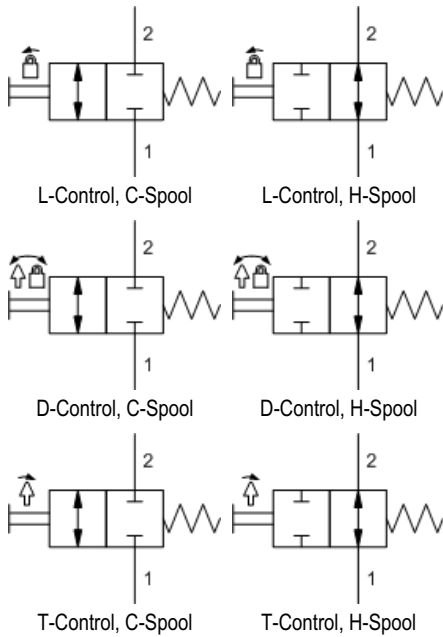 2 2
1 1
L-Control, C-Spool L-Control, H-Spool
2 2
1 1
D-Control, C-Spool D-Control, H-Spool
2 2
1 1
T-Control, C-Spool T-Control, H-Spool